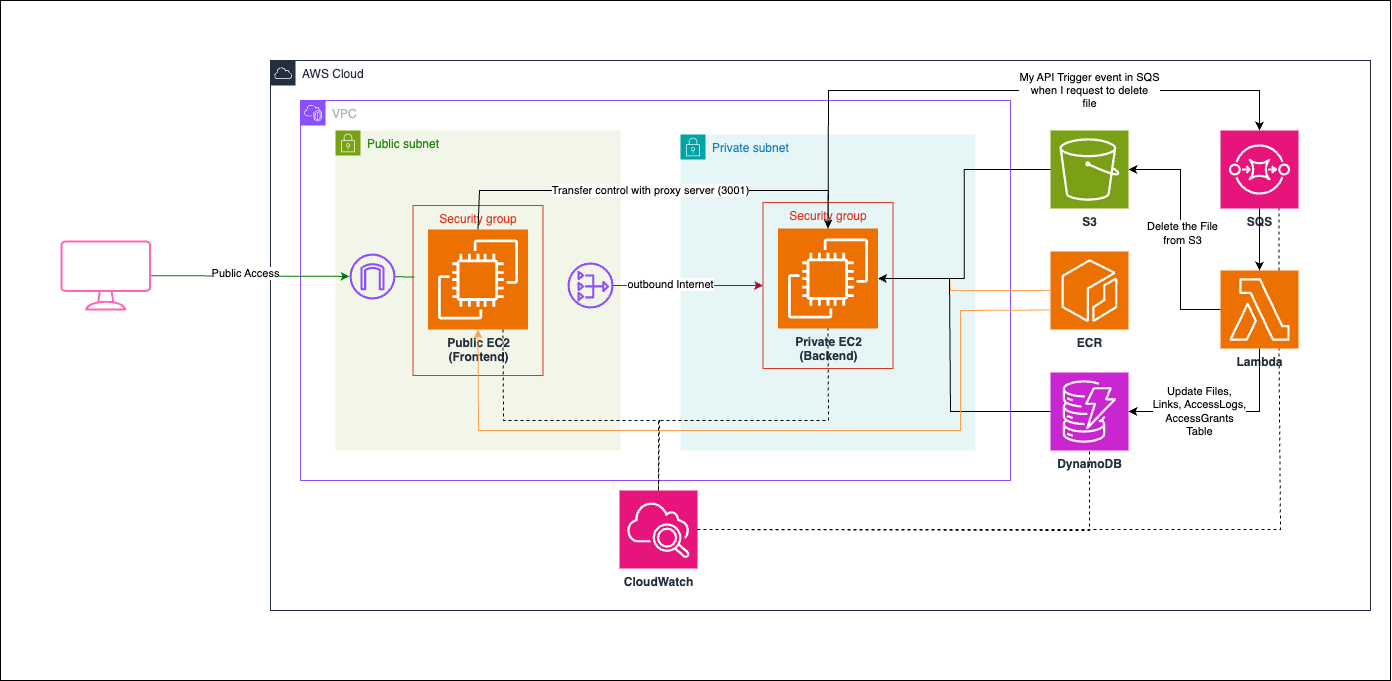 AWS Cloud
My API Trigger event in SQS
when I request to delete
file
VPC
Public subnet
Private subnet
Transfer control with proxy server (3001)
Security group
Security group
S3
SQS
Delete the File
from S3
Public Access
outbound Internet
Public EC2
(Frontend)
Private EC2
(Backend)
ECR
Lambda
Update Files,
Links, AccessLogs,
AccessGrants
Table
DynamoDB
CloudWatch